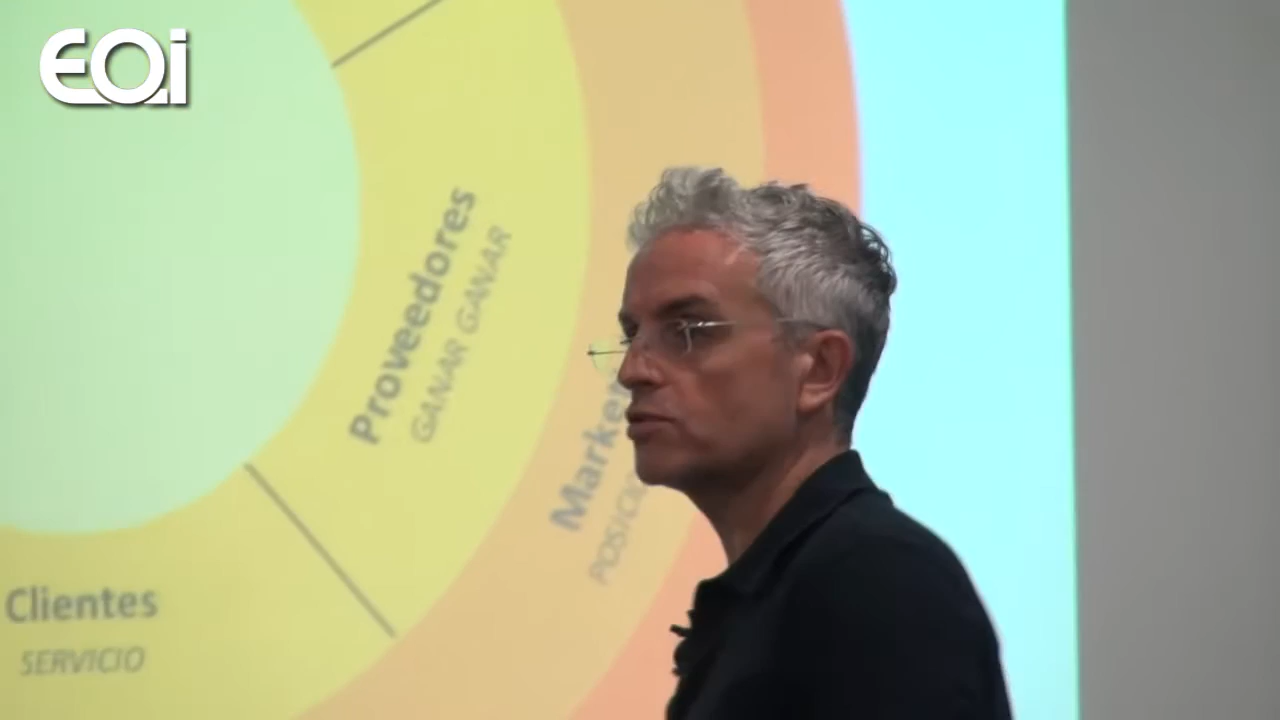 EOi
Proveedores
GANAR GANAR
Clientes
SERVICIO